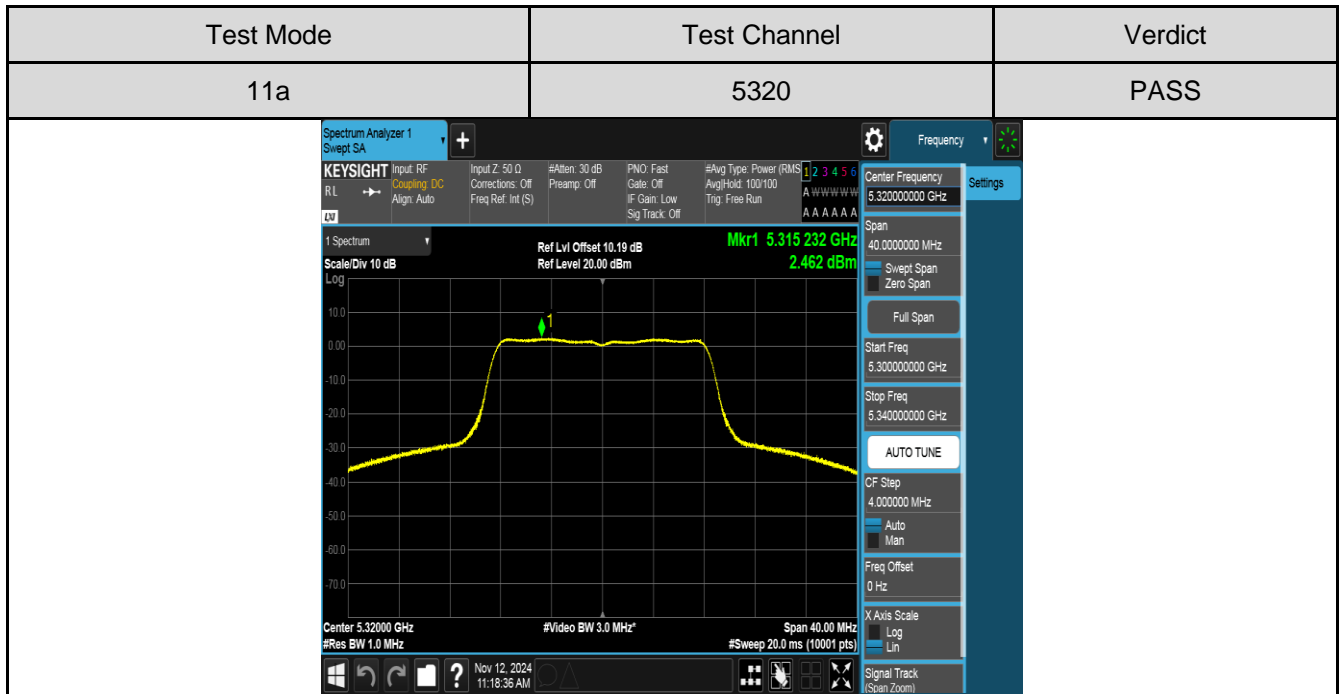 Test Mode Test Channel Verdict
11a 5320 PASS
Spectrum Analyzer 1
Swept SA
+
Frequency
KEYSIGHT
RL
LXI
Input: RF
Coupling: DC
Align: Auto
Input Z: 50 Ω
Corrections: Off
Freq Ref: Int (S)
#Atten: 30 dB
Preamp: Off
PNO: Fast
Gate: Off
IF Gain: Low
Sig Track: Off
#Avg Type: Power (RMS
Avg|Hold: 100/100
Trig: Free Run
1 2 3 4 5 6
A W W W W W
A A A A A A
1 Spectrum
Scale/Div 10 dB
Ref Lvl Offset 10.19 dB
Ref Level 20.00 dBm
Mkr1 5.315 232 GHz
2.462 dBm
Log
10.0
0.00
-10.0
-20.0
-30.0
-40.0
-50.0
-60.0
-70.0
1
Center 5.32000 GHz
#Res BW 1.0 MHz
#Video BW 3.0 MHz*
Span 40.00 MHz
#Sweep 20.0 ms (10001 pts)
?
Nov 12, 2024
11:18:36 AM
Center Frequency
5.320000000 GHz
Settings
Span
40.0000000 MHz
Swept Span
Zero Span
Full Span
Start Freq
5.300000000 GHz
Stop Freq
5.340000000 GHz
AUTO TUNE
CF Step
4.000000 MHz
Auto
Man
Freq Offset
0 Hz
X Axis Scale
Log
Lin
Signal Track
(Span Zoom)